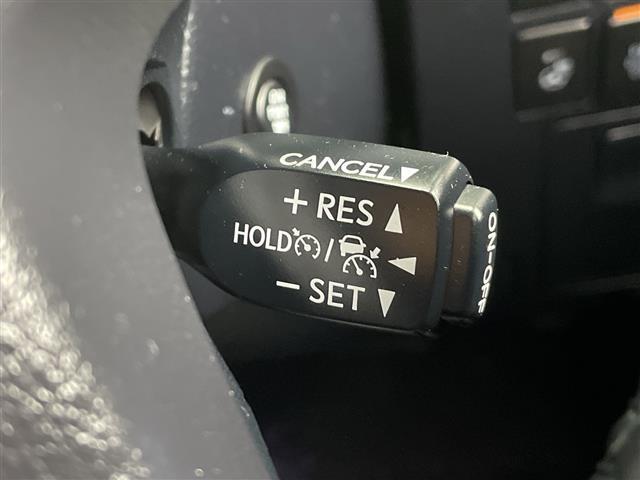 CANCEL▼
+ RES ▲
HOLD / ◀
− SET ▼
ON-OFF